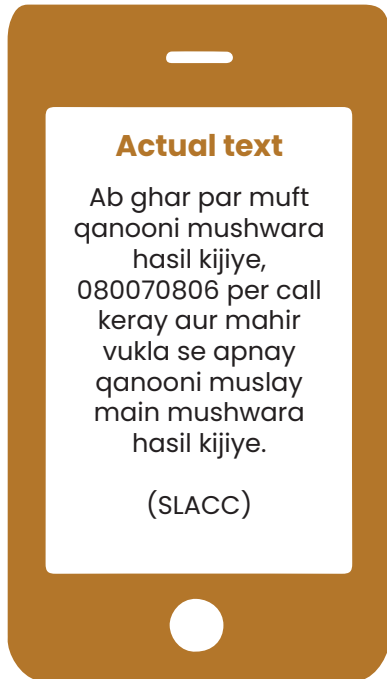 Actual text
Ab ghar par muft
qanooni mushwara
hasil kijiye,
080070806 per call
keray aur mahir
vukla se apnay
qanooni muslay
main mushwara
hasil kijiye.
(SLACC)